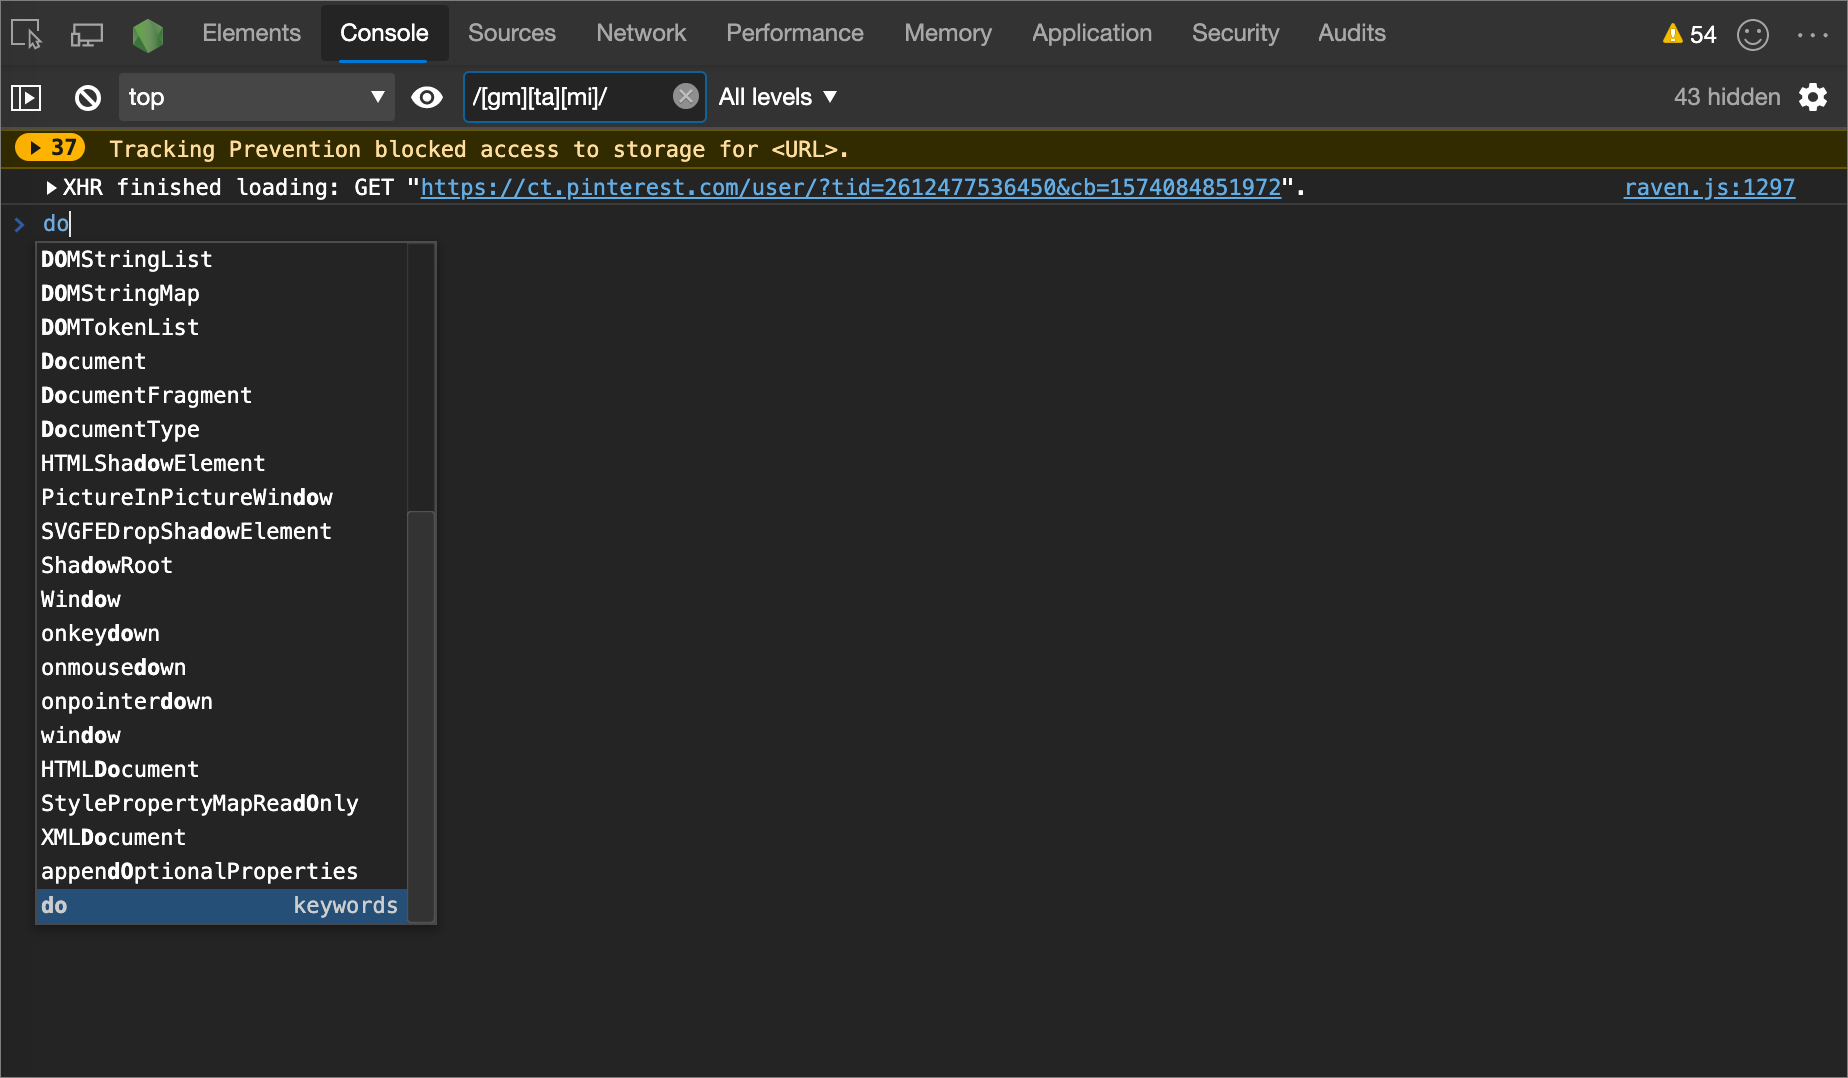 Elements Console Sources Network Performance Memory Application Security Audits 54
top /[gm][ta][mi]/ All levels 43 hidden
37 Tracking Prevention blocked access to storage for <URL>.
XHR finished loading: GET "https://ct.pinterest.com/user/?tid=2612477536450&cb=1574084851972". raven.js:1297
> do
DOMStringList
DOMStringMap
DOMTokenList
Document
DocumentFragment
DocumentType
HTMLShadowElement
PictureInPictureWindow
SVGFEDropShadowElement
ShadowRoot
Window
onkeydown
onmousedown
onpointerdown
window
HTMLDocument
StylePropertyMapReadOnly
XMLDocument
appendOptionalProperties
do keywords